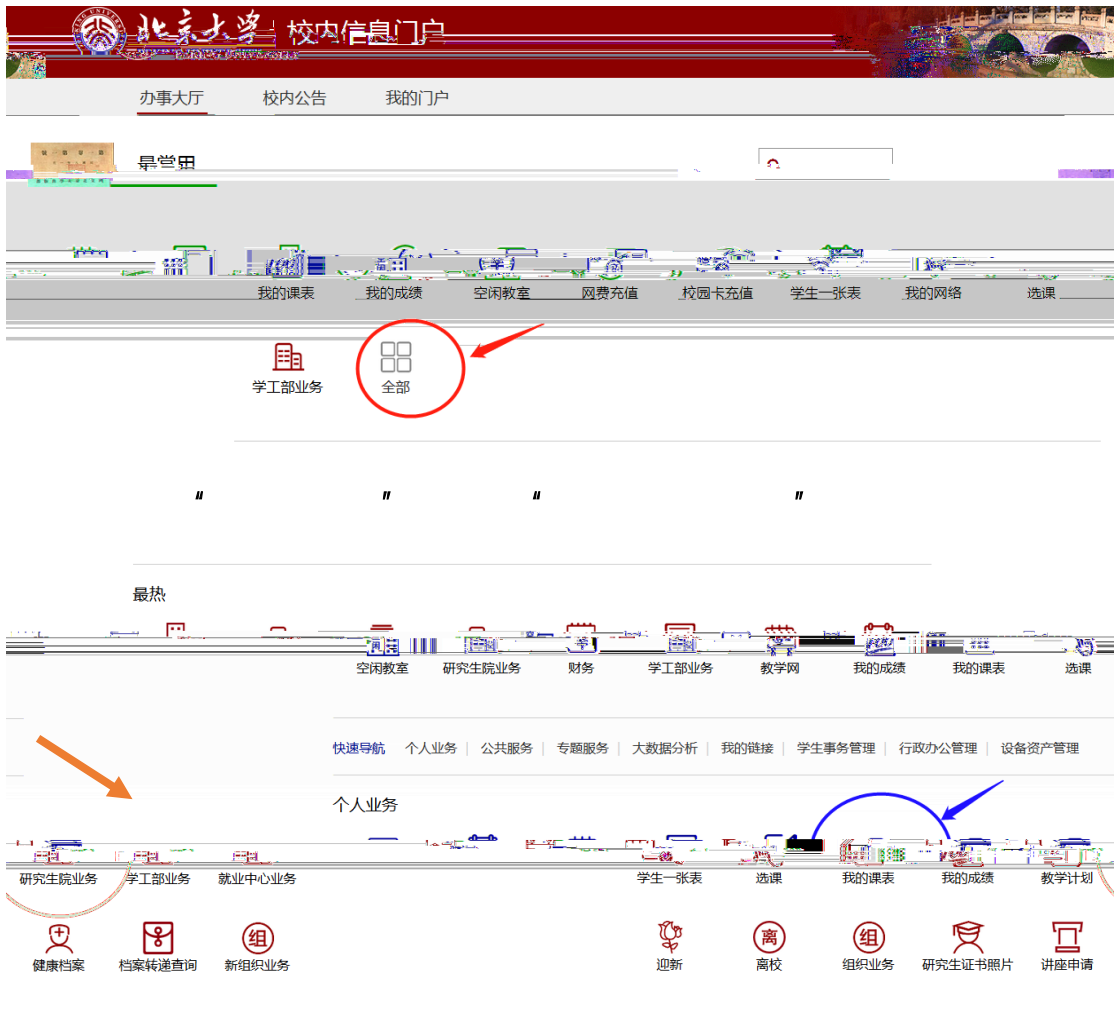 北京大学 校内信息门户
办事大厅 校内公告 我的门户
最常用
我的课表 我的成绩 空闲教室 网费充值 校园卡充值 学生一张表 我的网络 选课
学工部业务 全部
“ ” “ ”
最热
空闲教室 研究生院业务 财务 学工部业务 教学网 我的成绩 我的课表 选课
快速导航 个人业务 | 公共服务 | 专题服务 | 大数据分析 | 我的链接 | 学生事务管理 | 行政办公管理 | 设备资产管理
个人业务
研究生院业务 学工部业务 就业中心业务 学生一张表 选课 我的课表 我的成绩 教学计划
组 离 组
健康档案 档案转递查询 新组织业务 迎新 离校 组织业务 研究生证书照片 讲座申请